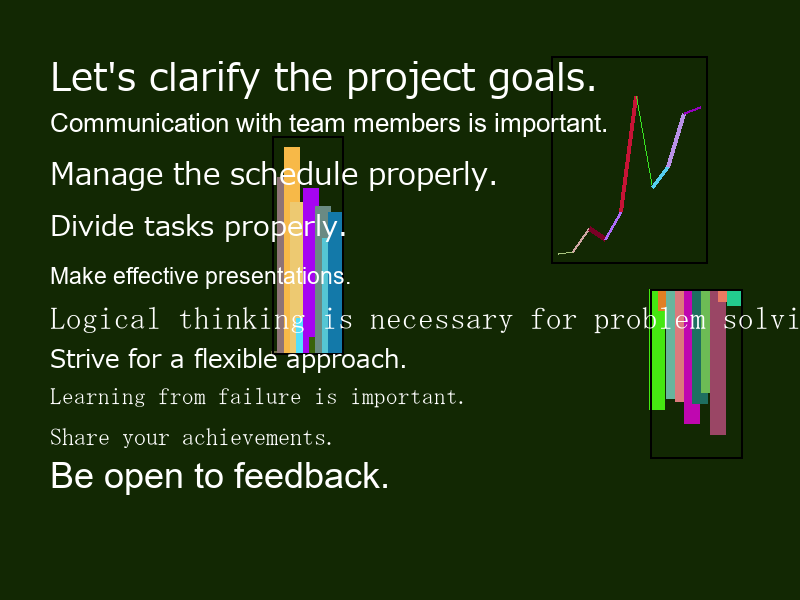 Let's clarify the project goals.
Communication with team members is important.
Manage the schedule properly.
Divide tasks properly.
Make effective presentations.
Logical thinking is necessary for problem solvi
Strive for a flexible approach.
Learning from failure is important.
Share your achievements.
Be open to feedback.